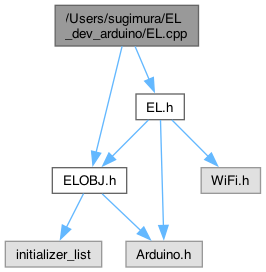 /Users/sugimura/EL
_dev_arduino/EL.cpp
EL.h
ELOBJ.h
WiFi.h
initializer_list
Arduino.h